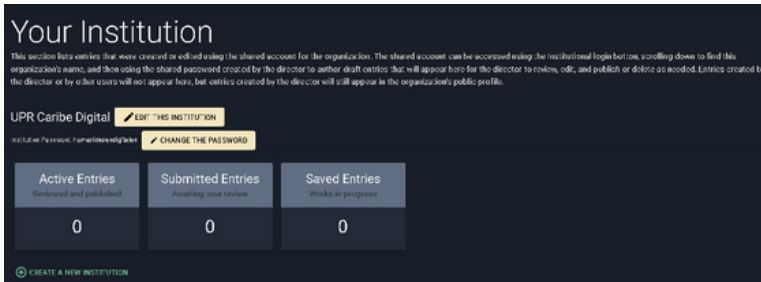 Your Institution
This section lists entries that were created or edited using the shared account for the organization. The shared account can be accessed using the Institutional login button, scrolling down to find this
organization's name, and then using the shared password created by the director to author draft entries that will appear here for the director to review, edit, and publish or delete as needed. Entries created b
the director or by other users will not appear here, but entries created by the director will still appear in the organization's public profile.
UPR Caribe Digital EDIT THIS INSTITUTION
Institution Password: humanidadesdigitales CHANGE THE PASSWORD
Active Entries Submitted Entries Saved Entries
Reviewed and published Awaiting your review Works in progress
0 0 0
CREATE A NEW INSTITUTION